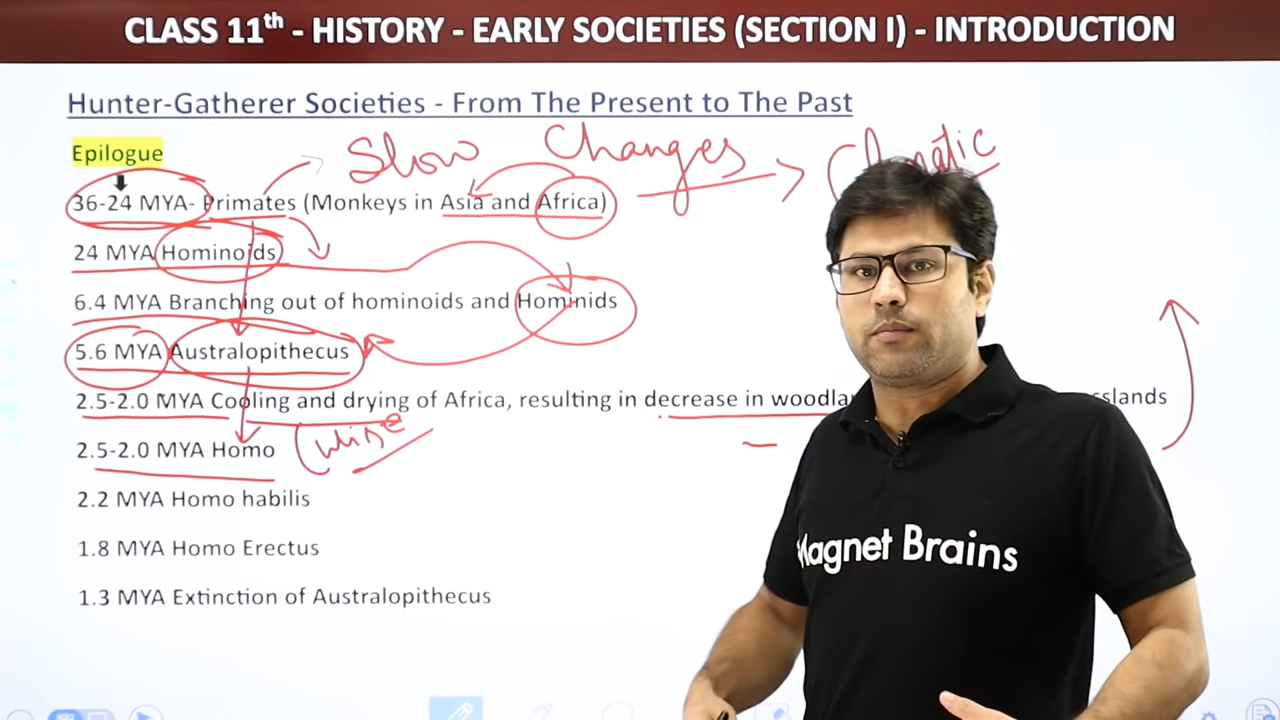 CLASS 11th - HISTORY - EARLY SOCIETIES (SECTION I) - INTRODUCTION
Hunter-Gatherer Societies - From The Present to The Past
Epilogue
Slow Changes
36-24 MYA- Primates (Monkeys in Asia and Africa)
24 MYA Hominoids
6.4 MYA Branching out of hominoids and Hominids
5.6 MYA Australopithecus
2.5-2.0 MYA Cooling and drying of Africa, resulting in decrease in
2.5-2.0 MYA Homo (Wise
2.2 MYA Homo habilis
1.8 MYA Homo Erectus
1.3 MYA Extinction of Australopithecus
Magnet Brains